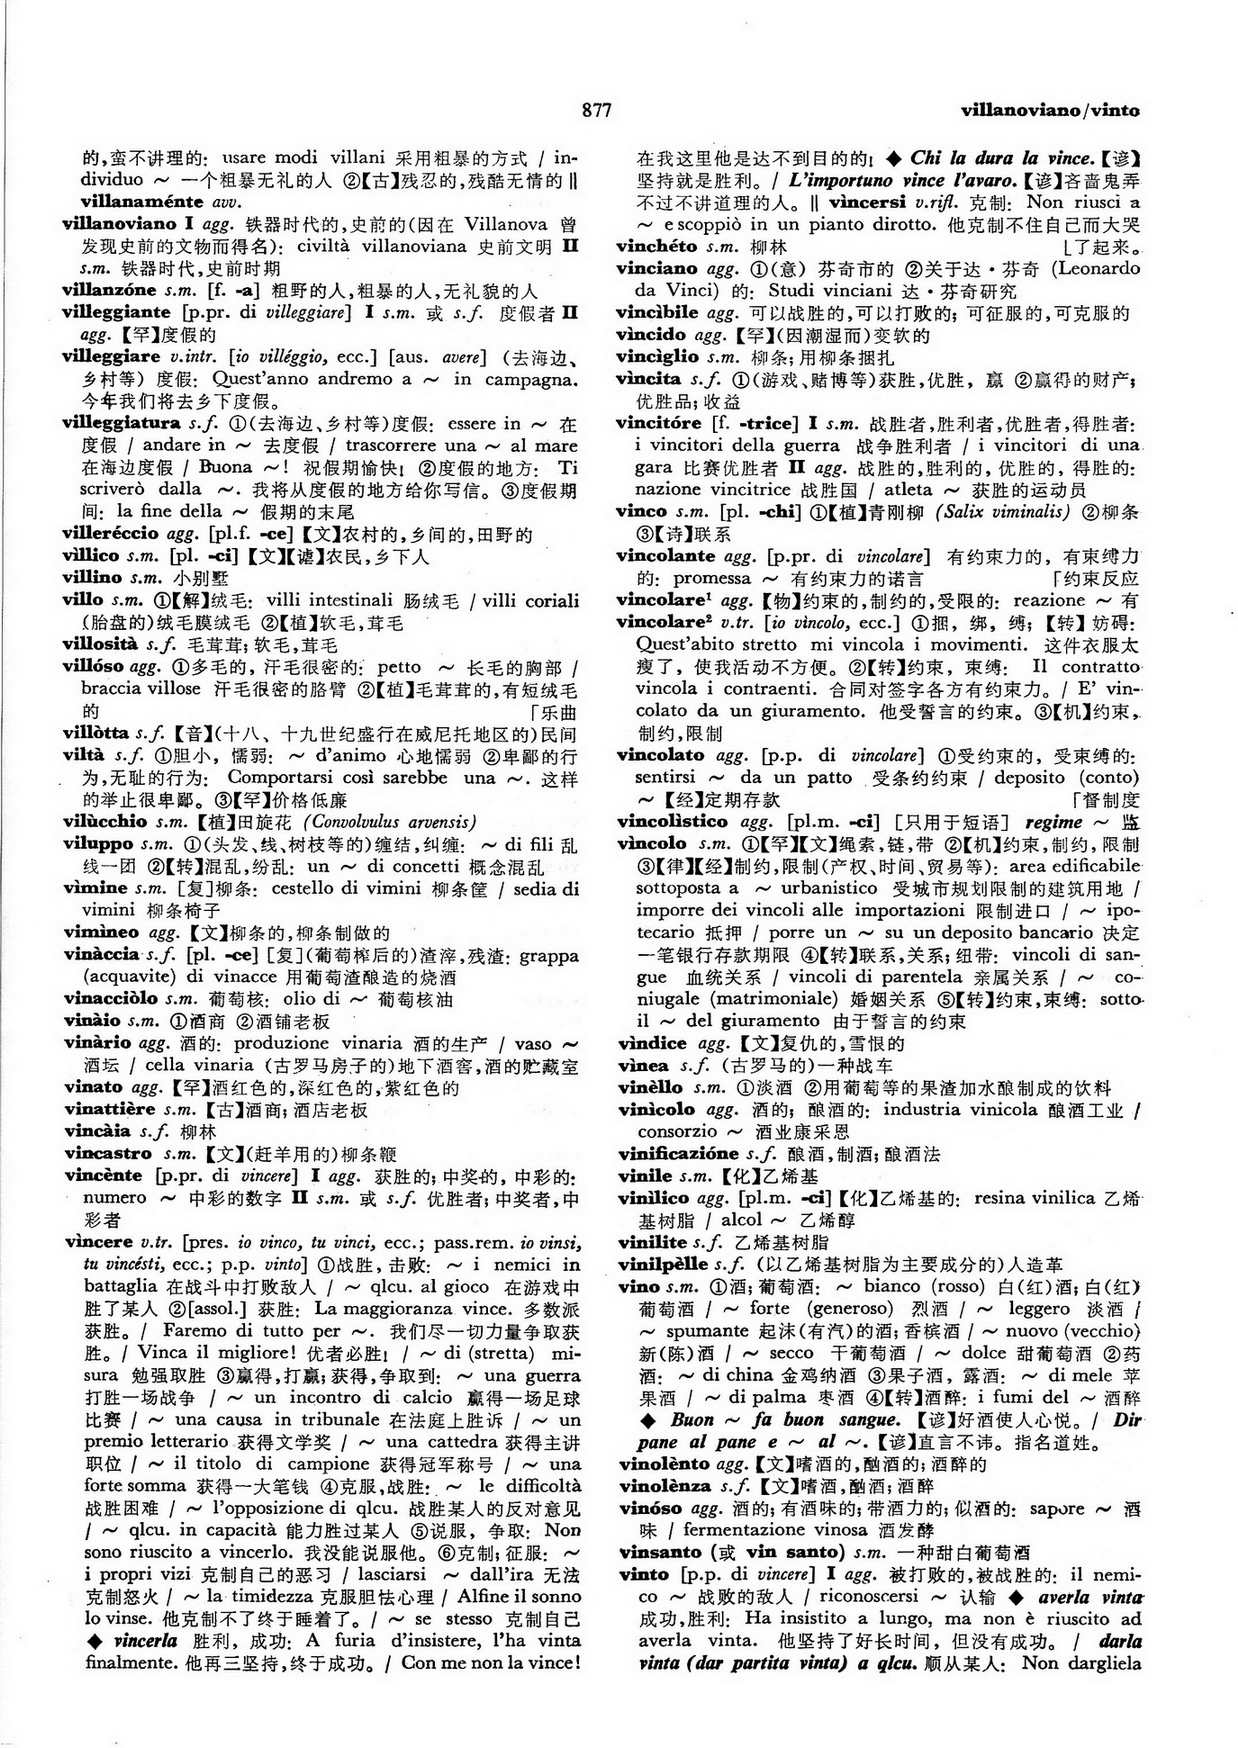 877
villanoviano/vinto
的,蛮不讲理的: usare modi villani 采用粗暴的方式 / in-
dividuo ～ 一个粗暴无礼的人 ②【古】残忍的,残酷无情的 ‖
villanaménte avv.
villanoviano I agg. 铁器时代的,史前的(因在 Villanova 曾
发现史前的文物而得名): civiltà villanoviana 史前文明 II
s.m. 铁器时代,史前时期
villanzóne s.m. [f. -a] 粗野的人,粗暴的人,无礼貌的人
villeggiante [p.pr. di villeggiare] I s.m. 或 s.f. 度假者 II
agg. 【罕】度假的
villeggiare v.intr. [io villéggio, ecc.] [aus. avere] (去海边、
乡村等) 度假: Quest'anno andremo a ～ in campagna.
今年我们将去乡下度假。
villeggiatura s.f. ①(去海边、乡村等)度假: essere in ～ 在
度假 / andare in ～ 去度假 / trascorrere una ～ al mare
在海边度假 / Buona ～! 祝假期愉快! ②度假的地方: Ti
scriverò dalla ～. 我将从度假的地方给你写信。③度假期
间: la fine della ～ 假期的末尾
villeréccio agg. [pl.f. -ce] 【文】农村的,乡间的,田野的
vìllico s.m. [pl. -ci] 【文】【谑】农民,乡下人
villino s.m. 小别墅
villo s.m. ①【解】绒毛: villi intestinali 肠绒毛 / villi coriali
(胎盘的)绒毛膜绒毛 ②【植】软毛,茸毛
villosità s.f. 毛茸茸; 软毛,茸毛
villóso agg. ①多毛的, 汗毛很密的: petto ～ 长毛的胸部 /
braccia villose 汗毛很密的胳臂 ②【植】毛茸茸的,有短绒毛
的 「乐曲
villòtta s.f. 【音】(十八、十九世纪盛行在威尼托地区的)民间
viltà s.f. ①胆小, 懦弱: ～ d'animo 心地懦弱 ②卑鄙的行
为,无耻的行为: Comportarsi così sarebbe una ～. 这样
的举止很卑鄙。③【罕】价格低廉
vilùcchio s.m. 【植】田旋花 (Convolvulus arvensis)
viluppo s.m. ①(头发、线、树枝等的)缠结,纠缠: ～ di fili 乱
线一团 ②【转】混乱,纷乱: un ～ di concetti 概念混乱
vìmine s.m. [复]柳条: cestello di vimini 柳条筐 / sedia di
vimini 柳条椅子
vimìneo agg. 【文】柳条的,柳条制做的
vinàccia s.f. [pl. -ce] [复](葡萄榨后的)渣滓,残渣: grappa
(acquavite) di vinacce 用葡萄渣酿造的烧酒
vinacciòlo s.m. 葡萄核: olio di ～ 葡萄核油
vinàio s.m. ①酒商 ②酒铺老板
vinàrio agg. 酒的: produzione vinaria 酒的生产 / vaso ～
酒坛 / cella vinaria (古罗马房子的)地下酒窖,酒的贮藏室
vinato agg. 【罕】酒红色的,深红色的,紫红色的
vinattière s.m. 【古】酒商; 酒店老板
vincàia s.f. 柳林
vincastro s.m. 【文】(赶羊用的)柳条鞭
vincènte [p.pr. di vincere] I agg. 获胜的; 中奖的, 中彩的:
numero ～ 中彩的数字 II s.m. 或 s.f. 优胜者; 中奖者,中
彩者
vìncere v.tr. [pres. io vinco, tu vinci, ecc.; pass.rem. io vinsi,
tu vincésti, ecc.; p.p. vinto] ①战胜, 击败: ～ i nemici in
battaglia 在战斗中打败敌人 / ～ qlcu. al gioco 在游戏中
胜了某人 ②[assol.] 获胜: La maggioranza vince. 多数派
获胜。/ Faremo di tutto per ～. 我们尽一切力量争取获
胜。/ Vinca il migliore! 优者必胜! / ～ di (stretta) mi-
sura 勉强取胜 ③赢得,打赢; 获得,争取到: ～ una guerra
打胜一场战争 / ～ un incontro di calcio 赢得一场足球
比赛 / ～ una causa in tribunale 在法庭上胜诉 / ～ un
premio letterario 获得文学奖 / ～ una cattedra 获得主讲
职位 / ～ il titolo di campione 获得冠军称号 / ～ una
forte somma 获得一大笔钱 ④克服,战胜: ～ le difficoltà
战胜困难 / ～ l'opposizione di qlcu. 战胜某人的反对意见
/ ～ qlcu. in capacità 能力胜过某人 ⑤说服, 争取: Non
sono riuscito a vincerlo. 我没能说服他。⑥克制; 征服: ～
i propri vizi 克制自己的恶习 / lasciarsi ～ dall'ira 无法
克制怒火 / ～ la timidezza 克服胆怯心理 / Alfine il sonno
lo vinse. 他克制不了终于睡着了。/ ～ se stesso 克制自己
◆ vincerla 胜利, 成功: A furia d'insistere, l'ha vinta
finalmente. 他再三坚持,终于成功。/ Con me non la vince!
在我这里他是达不到目的的! ◆ Chi la dura la vince. 【谚】
坚持就是胜利。/ L'importuno vince l'avaro. 【谚】吝啬鬼弄
不过不讲道理的人。‖ vìncersi v.rifl. 克制: Non riuscì a
～ e scoppiò in un pianto dirotto. 他克制不住自己而大哭
vinchéto s.m. 柳林 ⌊了起来。
vinciano agg. ①(意) 芬奇市的 ②关于达·芬奇 (Leonardo
da Vinci) 的: Studi vinciani 达·芬奇研究
vincìbile agg. 可以战胜的,可以打败的; 可征服的,可克服的
vìncido agg. 【罕】(因潮湿而)变软的
vincìglio s.m. 柳条; 用柳条捆扎
vìncita s.f. ①(游戏、赌博等)获胜,优胜, 赢 ②赢得的财产;
优胜品; 收益
vincitóre [f. -trice] I s.m. 战胜者,胜利者,优胜者,得胜者:
i vincitori della guerra 战争胜利者 / i vincitori di una
gara 比赛优胜者 II agg. 战胜的,胜利的, 优胜的, 得胜的:
nazione vincitrice 战胜国 / atleta ～ 获胜的运动员
vinco s.m. [pl. -chi] ①【植】青刚柳 (Salix viminalis) ②柳条
③【诗】联系
vincolante agg. [p.pr. di vincolare] 有约束力的, 有束缚力
的: promessa ～ 有约束力的诺言 「约束反应
vincolare¹ agg. 【物】约束的,制约的,受限的: reazione ～ 有
vincolare² v.tr. [io vìncolo, ecc.] ①捆, 绑, 缚; 【转】妨碍:
Quest'abito stretto mi vincola i movimenti. 这件衣服太
瘦了, 使我活动不方便。②【转】约束, 束缚: Il contratto
vincola i contraenti. 合同对签字各方有约束力。/ E' vin-
colato da un giuramento. 他受誓言的约束。③【机】约束,
制约,限制
vincolato agg. [p.p. di vincolare] ①受约束的, 受束缚的:
sentirsi ～ da un patto 受条约约束 / deposito (conto)
～ 【经】定期存款 「督制度
vincolìstico agg. [pl.m. -ci] [只用于短语] regime ～ 监
vìncolo s.m. ①【罕】【文】绳索,链,带 ②【机】约束,制约, 限制
③【律】【经】制约,限制(产权、时间、贸易等): area edificabile
sottoposta a ～ urbanistico 受城市规划限制的建筑用地 /
imporre dei vincoli alle importazioni 限制进口 / ～ ipo-
tecario 抵押 / porre un ～ su un deposito bancario 决定
一笔银行存款期限 ④【转】联系,关系; 纽带: vincoli di san-
gue 血统关系 / vincoli di parentela 亲属关系 / ～ co-
niugale (matrimoniale) 婚姻关系 ⑤【转】约束,束缚: sotto
il ～ del giuramento 由于誓言的约束
vìndice agg. 【文】复仇的,雪恨的
vìnea s.f. (古罗马的)一种战车
vinèllo s.m. ①淡酒 ②用葡萄等的果渣加水酿制成的饮料
vinìcolo agg. 酒的; 酿酒的: industria vinicola 酿酒工业 /
consorzio ～ 酒业康采恩
vinificazióne s.f. 酿酒,制酒; 酿酒法
vinile s.m. 【化】乙烯基
vinìlico agg. [pl.m. -ci] 【化】乙烯基的: resina vinilica 乙烯
基树脂 / alcol ～ 乙烯醇
vinilite s.f. 乙烯基树脂
vinilpèlle s.f. (以乙烯基树脂为主要成分的)人造革
vino s.m. ①酒; 葡萄酒: ～ bianco (rosso) 白(红)酒; 白(红)
葡萄酒 / ～ forte (generoso) 烈酒 / ～ leggero 淡酒 /
～ spumante 起沫(有汽)的酒; 香槟酒 / ～ nuovo (vecchio)
新(陈)酒 / ～ secco 干葡萄酒 / ～ dolce 甜葡萄酒 ②药
酒: ～ di china 金鸡纳酒 ③果子酒, 露酒: ～ di mele 苹
果酒 / ～ di palma 枣酒 ④【转】酒醉: i fumi del ～ 酒醉
◆ Buon ～ fa buon sangue. 【谚】好酒使人心悦。/ Dir
pane al pane e ～ al ～. 【谚】直言不讳。指名道姓。
vinolènto agg. 【文】嗜酒的,酗酒的; 酒醉的
vinolènza s.f. 【文】嗜酒,酗酒; 酒醉
vinóso agg. 酒的; 有酒味的; 带酒力的; 似酒的: sapore ～ 酒
味 / fermentazione vinosa 酒发酵
vinsanto (或 vin santo) s.m. 一种甜白葡萄酒
vinto [p.p. di vincere] I agg. 被打败的,被战胜的: il nemi-
co ～ 战败的敌人 / riconoscersi ～ 认输 ◆ averla vinta
成功,胜利: Ha insistito a lungo, ma non è riuscito ad
averla vinta. 他坚持了好长时间, 但没有成功。/ darla
vinta (dar partita vinta) a qlcu. 顺从某人: Non dargliela